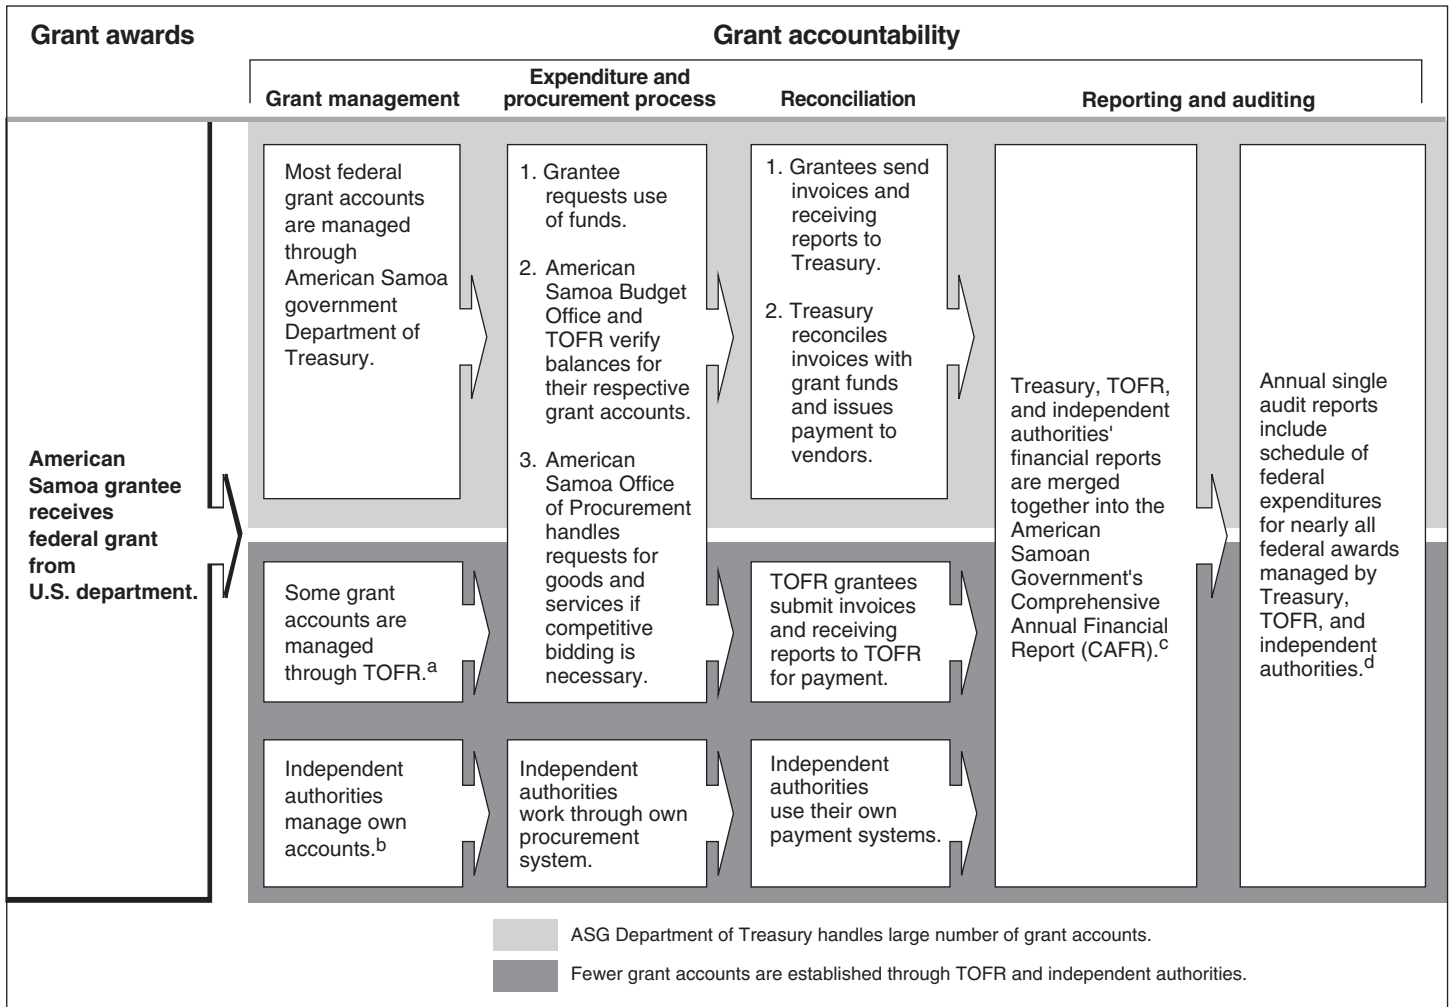 Grant awards
Grant accountability
Grant management
Expenditure and
procurement process
Reconciliation
Reporting and auditing
American
Samoa grantee
receives
federal grant
from
U.S. department.
Most federal
grant accounts
are managed
through
American Samoa
government
Department of
Treasury.
Some grant
accounts are
managed
through TOFR.a
Independent
authorities
manage own
accounts.b
1. Grantee
requests use
of funds.
2. American
Samoa Budget
Office and
TOFR verify
balances for
their respective
grant accounts.
3. American
Samoa Office
of Procurement
handles
requests for
goods and
services if
competitive
bidding is
necessary.
Independent
authorities
work through own
procurement
system.
1. Grantees send
invoices and
receiving
reports to
Treasury.
2. Treasury
reconciles
invoices with
grant funds
and issues
payment to
vendors.
TOFR grantees
submit invoices
and receiving
reports to TOFR
for payment.
Independent
authorities
use their own
payment systems.
Treasury, TOFR,
and independent
authorities'
financial reports
are merged
together into the
American
Samoan
Government's
Comprehensive
Annual Financial
Report (CAFR).c
Annual single
audit reports
include
schedule of
federal
expenditures
for nearly all
federal awards
managed by
Treasury,
TOFR, and
independent
authorities.d
ASG Department of Treasury handles large number of grant accounts.
Fewer grant accounts are established through TOFR and independent authorities.